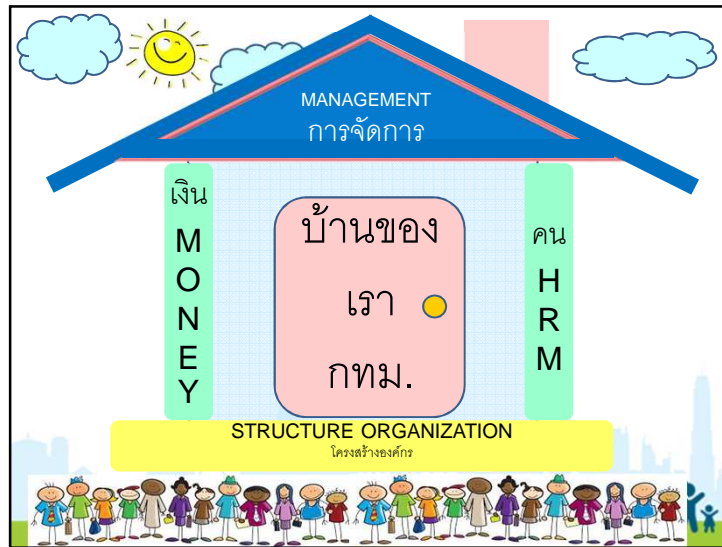 MANAGEMENT
การจัดการ
เงิน
M
O
N
E
Y
บ้านของ
เรา
กทม.
คน
H
R
M
STRUCTURE ORGANIZATION
โครงสร้างองค์กร